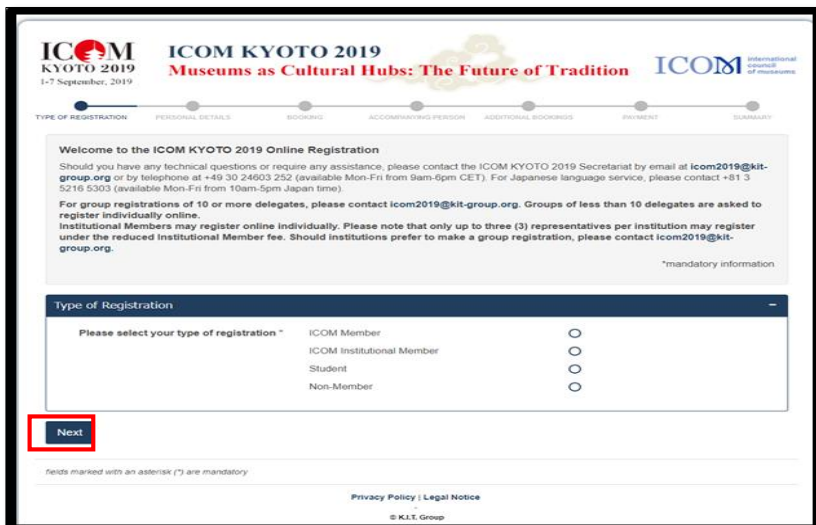 ICOM
KYOTO 2019
1-7 September, 2019
ICOM KYOTO 2019
Museums as Cultural Hubs: The Future of Tradition
ICOM international council of museums
TYPE OF REGISTRATION
PERSONAL DETAILS
BOOKING
ACCOMPANYING PERSON
ADDITIONAL BOOKINGS
PAYMENT
SUMMARY
Welcome to the ICOM KYOTO 2019 Online Registration
Should you have any technical questions or require any assistance, please contact the ICOM KYOTO 2019 Secretariat by email at icom2019@kit-
group.org or by telephone at +49 30 24603 252 (available Mon-Fri from 9am-6pm CET). For Japanese language service, please contact +81 3
5216 5303 (available Mon-Fri from 10am-5pm Japan time).
For group registrations of 10 or more delegates, please contact icom2019@kit-group.org. Groups of less than 10 delegates are asked to
register individually online.
Institutional Members may register online individually. Please note that only up to three (3) representatives per institution may register
under the reduced Institutional Member fee. Should institutions prefer to make a group registration, please contact icom2019@kit-
group.org.
*mandatory information
Type of Registration
Please select your type of registration *
ICOM Member
ICOM Institutional Member
Student
Non-Member
Next
fields marked with an asterisk (*) are mandatory
Privacy Policy | Legal Notice
-
© K.I.T. Group